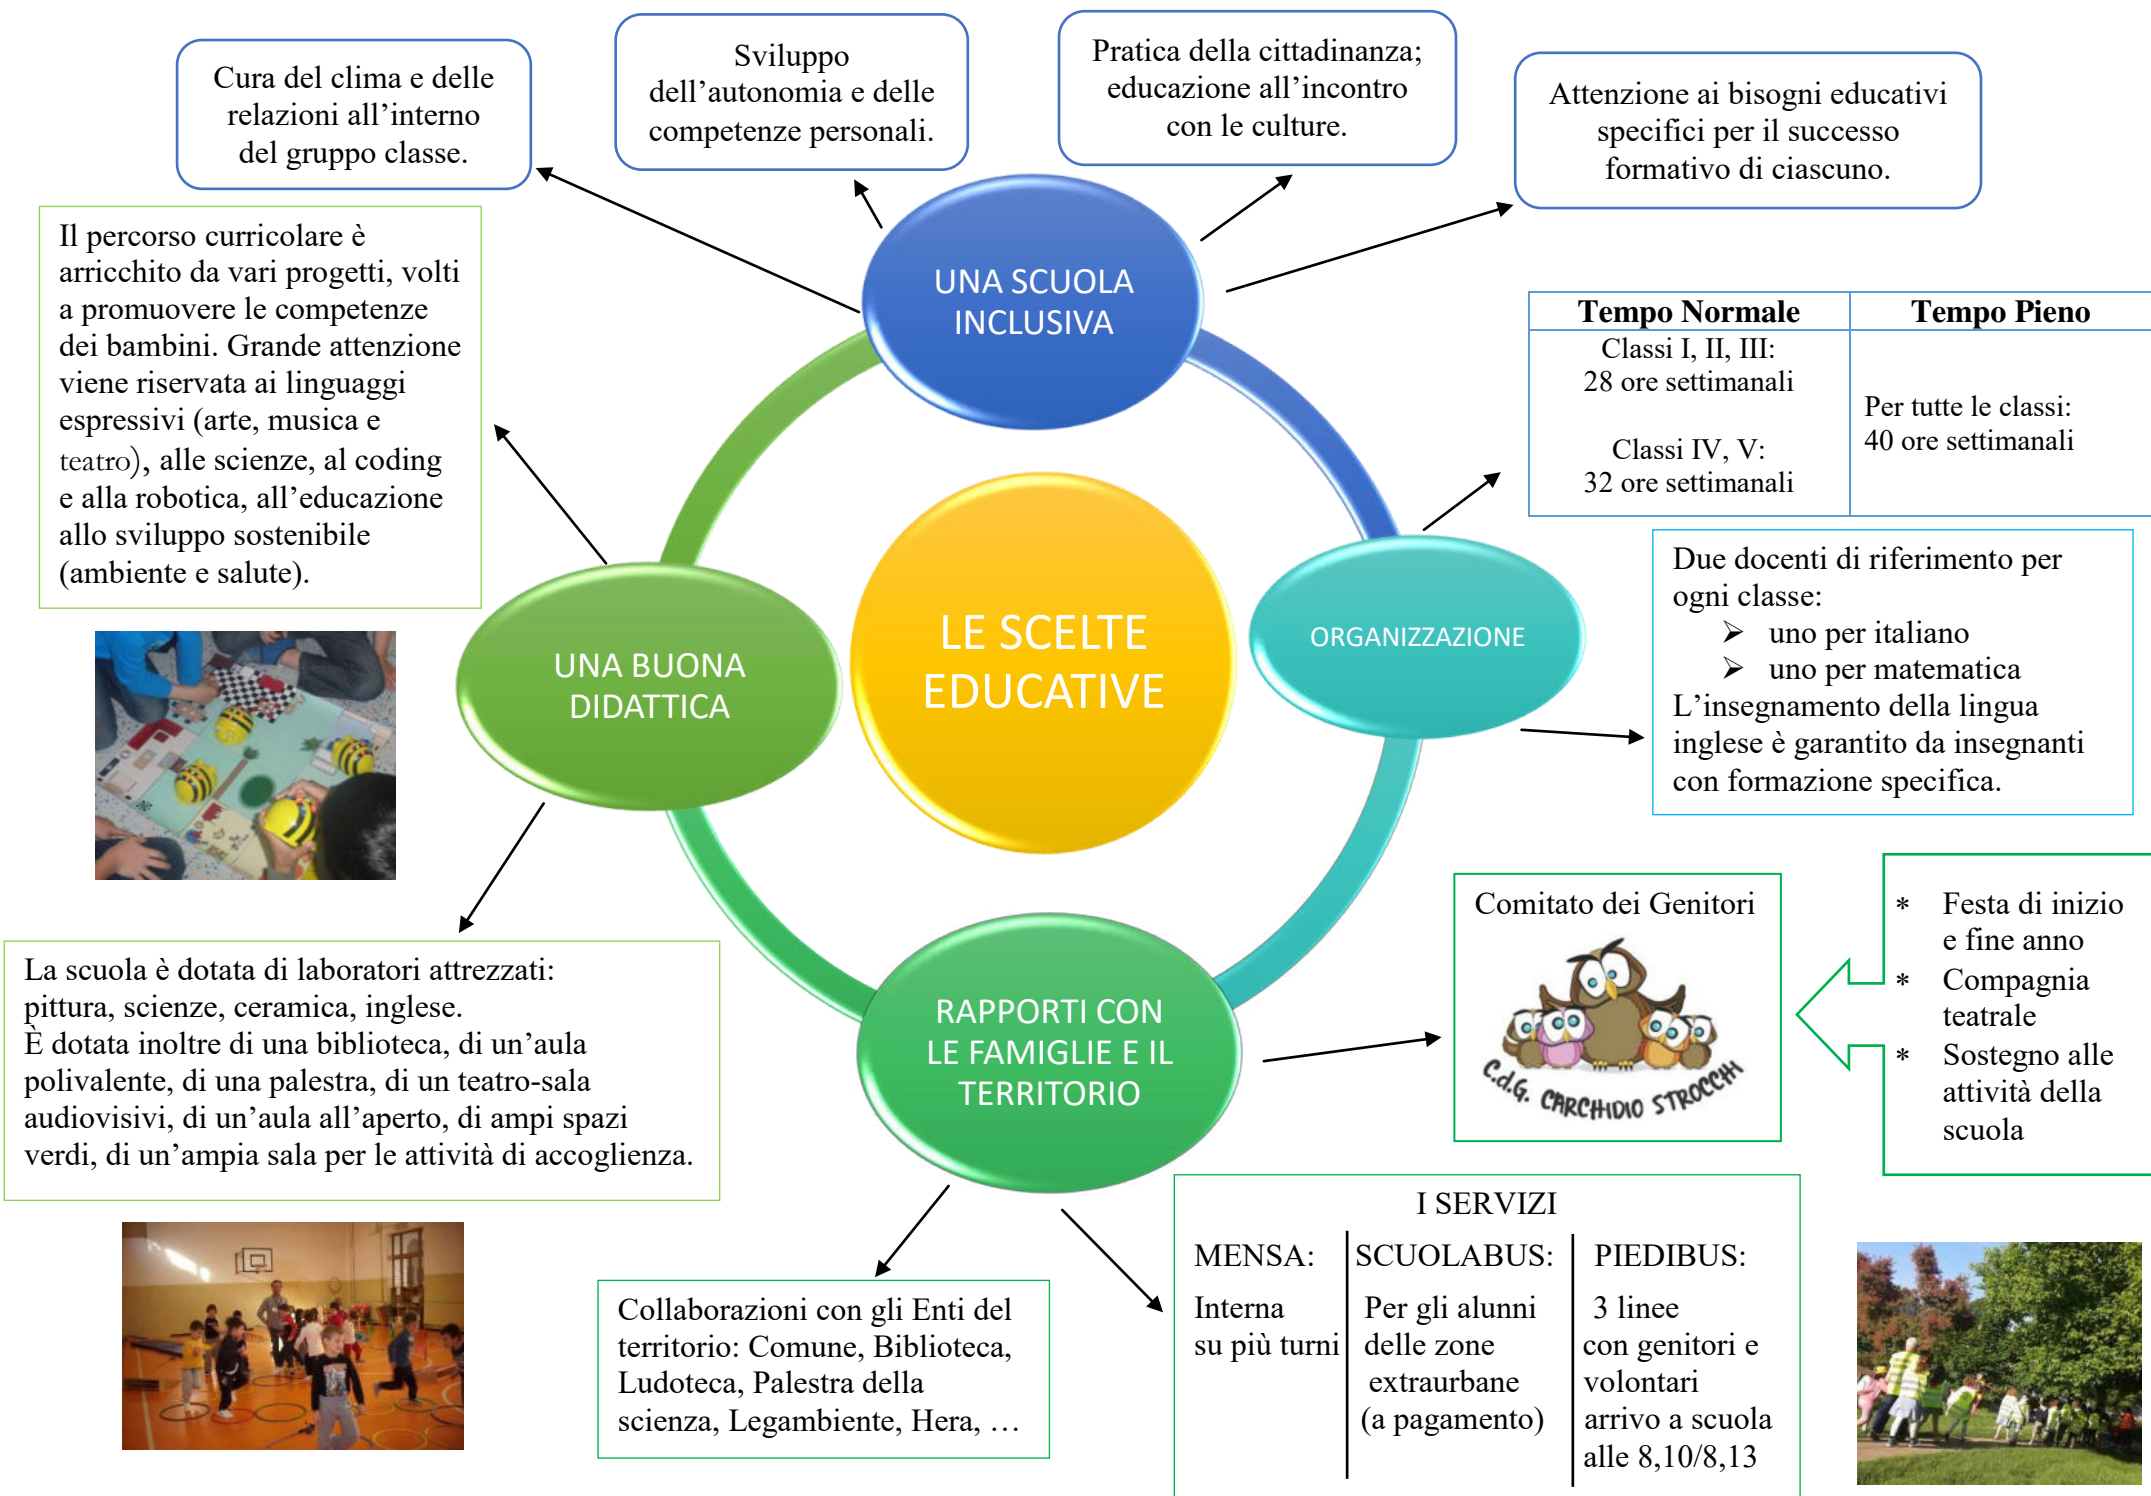 Cura del clima e delle
relazioni all’interno
del gruppo classe.
Sviluppo
dell’autonomia e delle
competenze personali.
Pratica della cittadinanza;
educazione all’incontro
con le culture.
Attenzione ai bisogni educativi
specifici per il successo
formativo di ciascuno.
UNA SCUOLA
INCLUSIVA
Il percorso curricolare è
arricchito da vari progetti, volti
a promuovere le competenze
dei bambini. Grande attenzione
viene riservata ai linguaggi
espressivi (arte, musica e
teatro), alle scienze, al coding
e alla robotica, all’educazione
allo sviluppo sostenibile
(ambiente e salute).
Tempo Normale
Tempo Pieno
Classi I, II, III:
28 ore settimanali
Classi IV, V:
32 ore settimanali
Per tutte le classi:
40 ore settimanali
LE SCELTE
EDUCATIVE
ORGANIZZAZIONE
UNA BUONA
DIDATTICA
Due docenti di riferimento per
ogni classe:
➢ uno per italiano
➢ uno per matematica
L’insegnamento della lingua
inglese è garantito da insegnanti
con formazione specifica.
La scuola è dotata di laboratori attrezzati:
pittura, scienze, ceramica, inglese.
È dotata inoltre di una biblioteca, di un’aula
polivalente, di una palestra, di un teatro-sala
audiovisivi, di un’aula all’aperto, di ampi spazi
verdi, di un’ampia sala per le attività di accoglienza.
RAPPORTI CON
LE FAMIGLIE E IL
TERRITORIO
Comitato dei Genitori
C.d.G. CARCHIDIO STROCCHI
* Festa di inizio
e fine anno
* Compagnia
teatrale
* Sostegno alle
attività della
scuola
Collaborazioni con gli Enti del
territorio: Comune, Biblioteca,
Ludoteca, Palestra della
scienza, Legambiente, Hera, …
I SERVIZI
MENSA:
Interna
su più turni
SCUOLABUS:
Per gli alunni
delle zone
extraurbane
(a pagamento)
PIEDIBUS:
3 linee
con genitori e
volontari
arrivo a scuola
alle 8,10/8,13